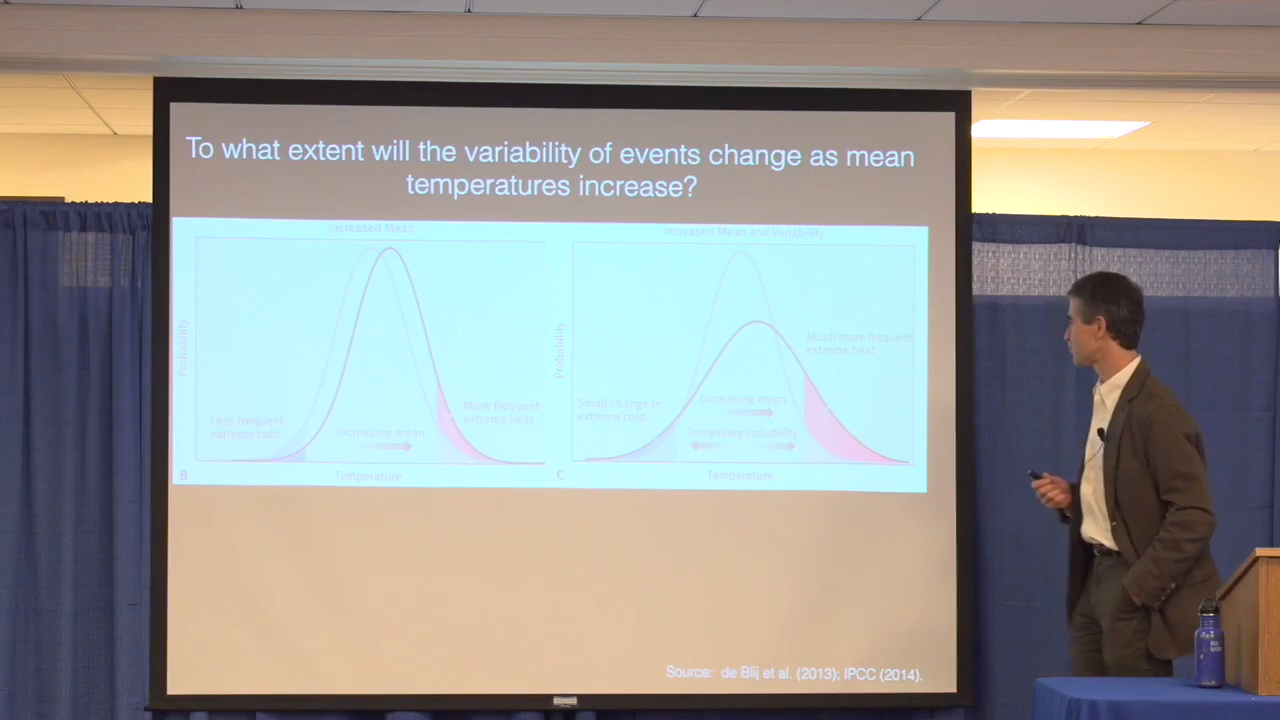 To what extent will the variability of events change as mean
temperatures increase?
Increased Mean
Probability
Less frequent
extreme cold
Increasing mean
More frequent
extreme heat
B
Temperature
Increased Mean and Variability
Probability
Small change in
extreme cold
Increasing mean
Increasing variability
Much more frequent
extreme heat
C
Temperature
Source: de Blij et al. (2013); IPCC (2014).